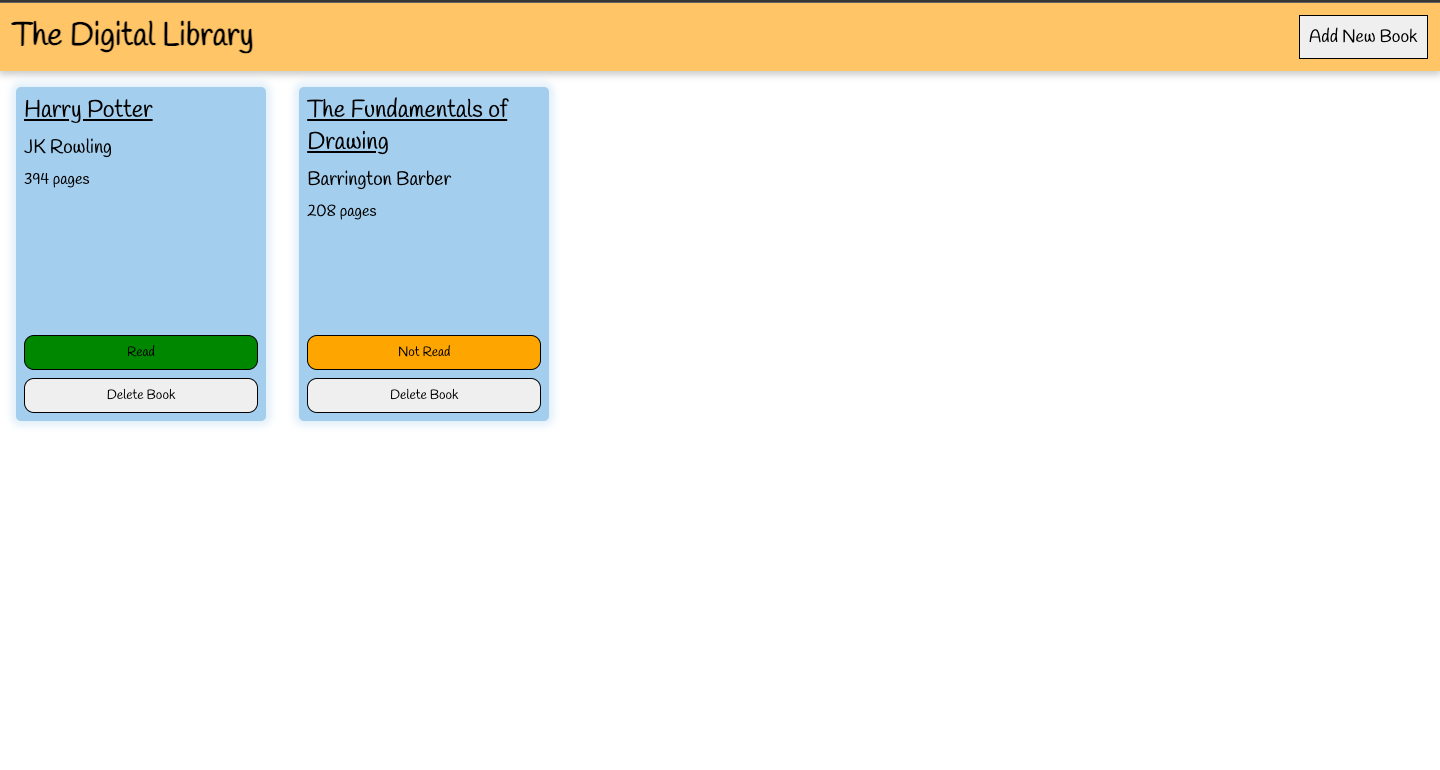 The Digital Library
Add New Book
Harry Potter
JK Rowling
394 pages
Read
Delete Book
The Fundamentals of
Drawing
Barrington Barber
208 pages
Not Read
Delete Book